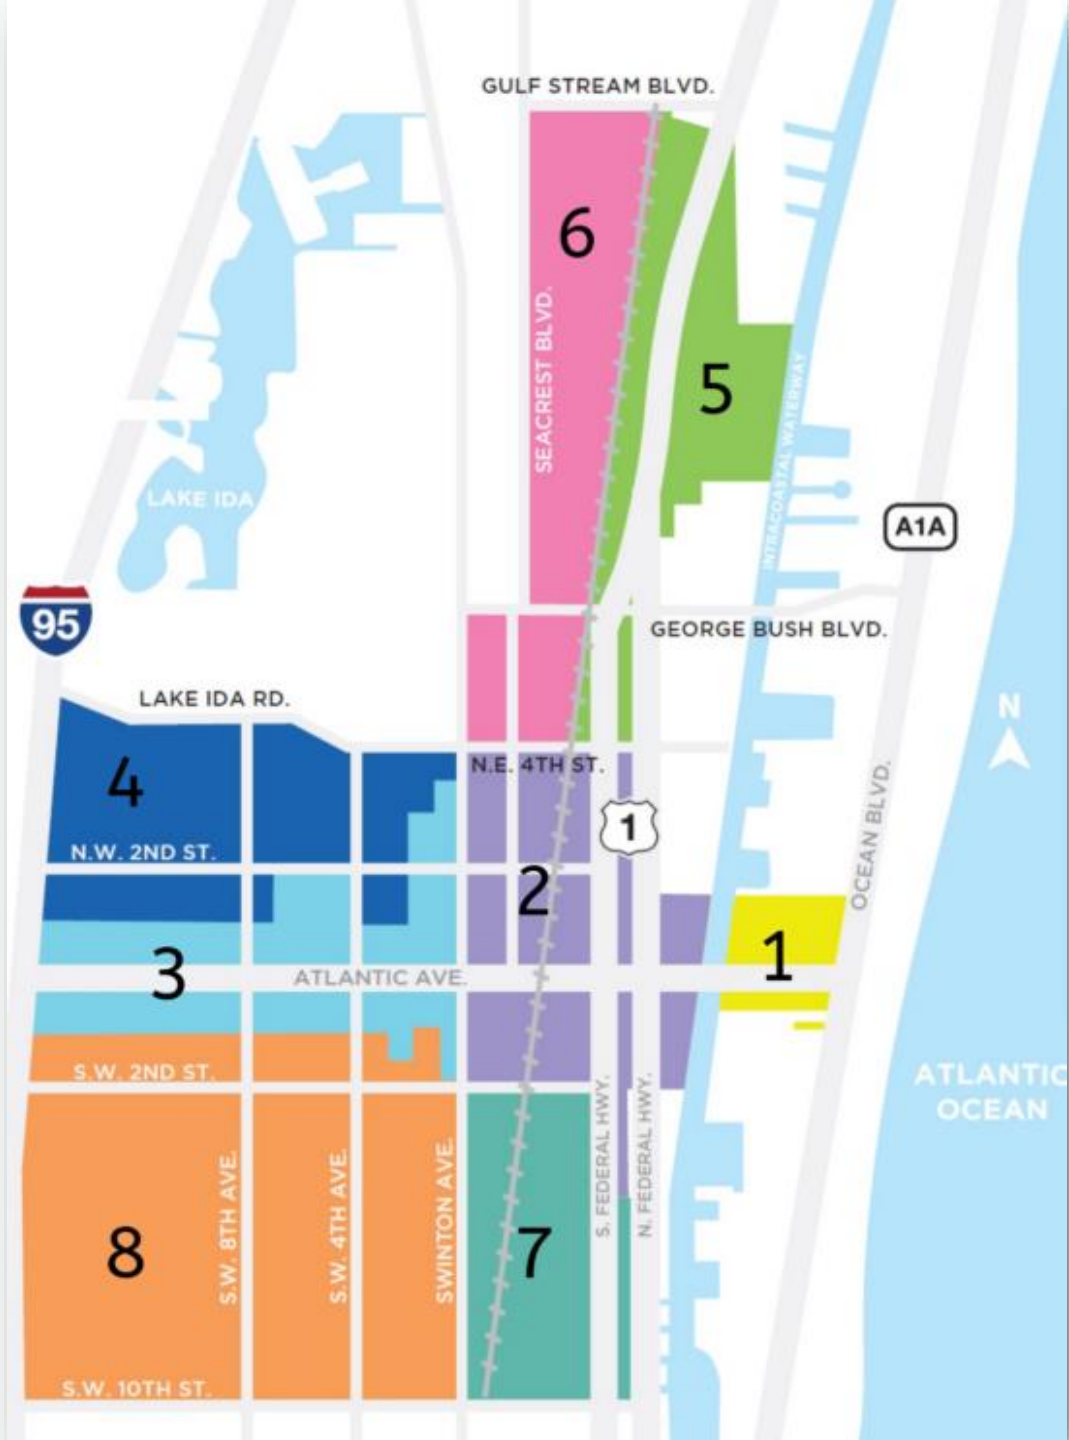 GULF STREAM BLVD.
6
SEACREST BLVD.
5
INTRACOASTAL WATERWAY
LAKE IDA
A1A
95
GEORGE BUSH BLVD.
LAKE IDA RD.
N
4
N.E. 4TH ST.
OCEAN BLVD.
1
N.W. 2ND ST.
2
1
3
ATLANTIC AVE.
S.W. 2ND ST.
ATLANTIC
OCEAN
S. FEDERAL HWY.
N. FEDERAL HWY.
S.W. 8TH AVE.
S.W. 4TH AVE.
SWINTON AVE.
8
7
S.W. 10TH ST.